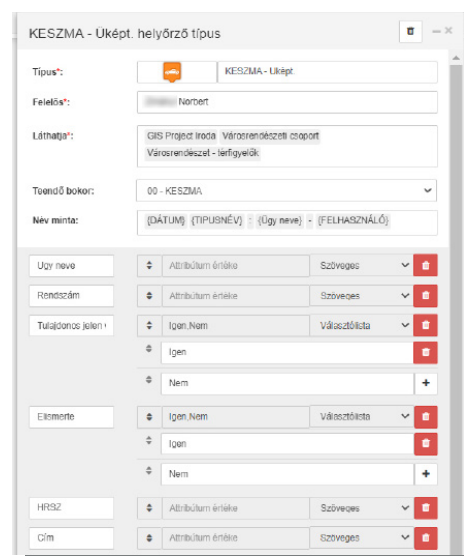 KESZMA - Üképt. helyőrző típus
Típus*: KESZMA - Üképt.
Felelős*: Norbert
Láthatja*: GIS Project Iroda Városrendészeti csoport
Városrendészet - térfigyelők
Teendő bokor: 00 - KESZMA
Név minta: {DÁTUM} {TIPUSNÉV} : {Ügy neve} - {FELHASZNÁLÓ}
Ügy neve Attribútum értéke Szöveges
Rendszám Attribútum értéke Szöveges
Tulajdonos jelen Igen,Nem Választólista
Igen
Nem
Elismerte Igen,Nem Választólista
Igen
Nem
HRSZ Attribútum értéke Szöveges
Cím Attribútum értéke Szöveges